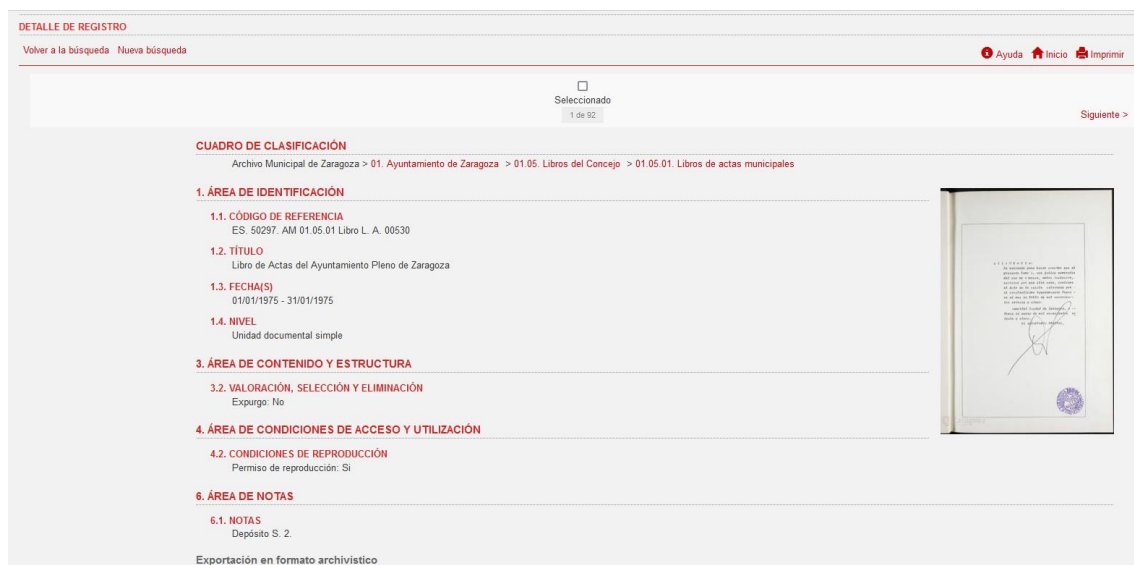 DETALLE DE REGISTRO
Volver a la búsqueda Nueva búsqueda
Ayuda Inicio Imprimir
Seleccionado
1 de 92
Siguiente >
CUADRO DE CLASIFICACIÓN
Archivo Municipal de Zaragoza > 01. Ayuntamiento de Zaragoza > 01.05. Libros del Concejo > 01.05.01. Libros de actas municipales
1. ÁREA DE IDENTIFICACIÓN
1.1. CÓDIGO DE REFERENCIA
ES. 50297. AM 01.05.01 Libro L. A. 00530
1.2. TÍTULO
Libro de Actas del Ayuntamiento Pleno de Zaragoza
1.3. FECHA(S)
01/01/1975 - 31/01/1975
1.4. NIVEL
Unidad documental simple
3. ÁREA DE CONTENIDO Y ESTRUCTURA
3.2. VALORACIÓN, SELECCIÓN Y ELIMINACIÓN
Expurgo: No
4. ÁREA DE CONDICIONES DE ACCESO Y UTILIZACIÓN
4.2. CONDICIONES DE REPRODUCCIÓN
Permiso de reproducción: Si
6. ÁREA DE NOTAS
6.1. NOTAS
Depósito S. 2.
Exportación en formato archivístico